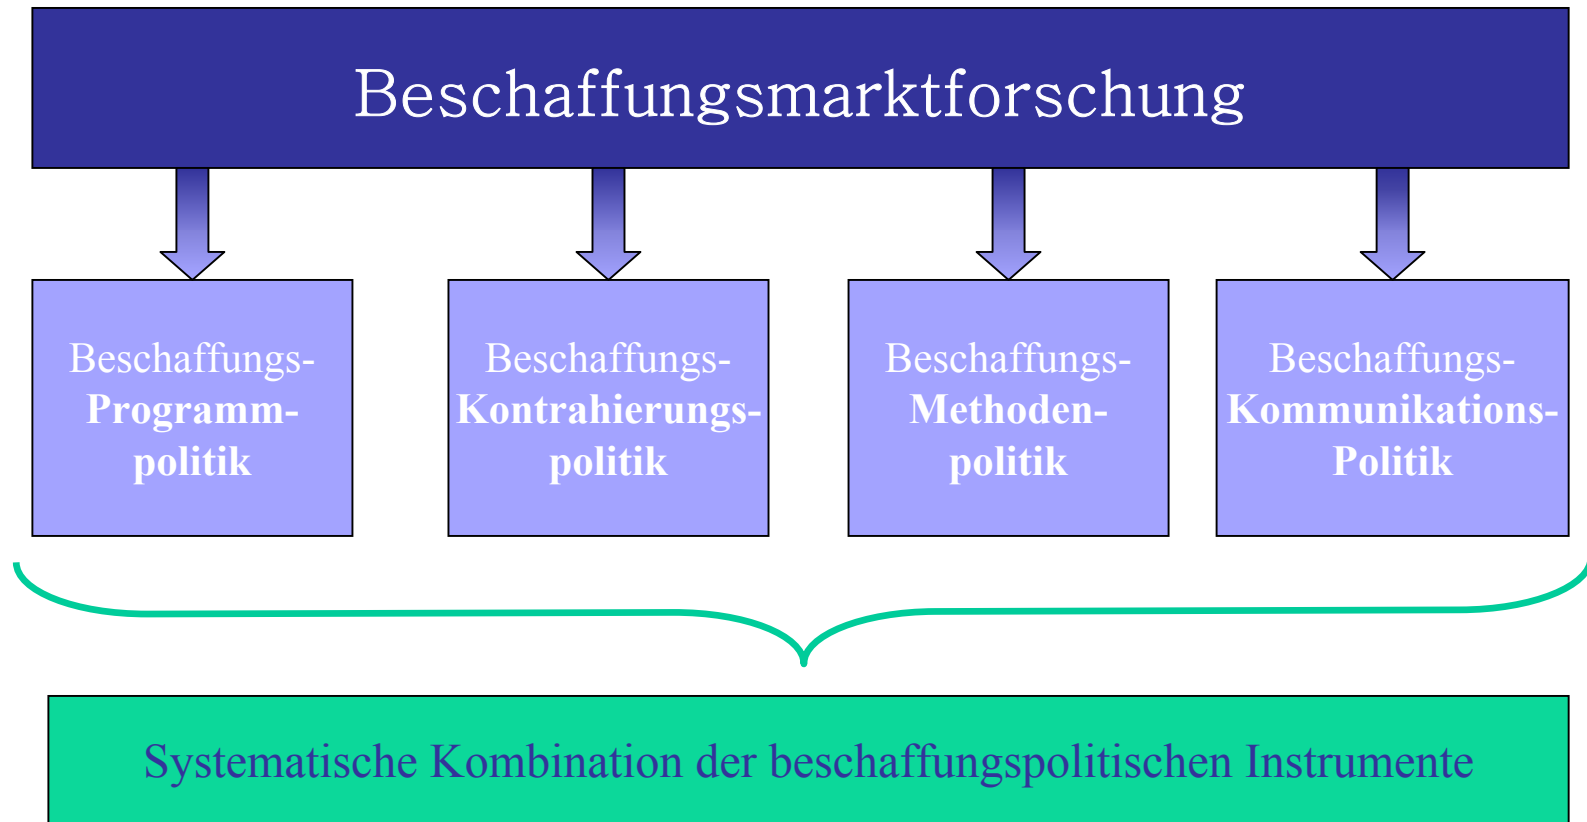 Beschaffungsmarktforschung
Beschaffungs-
Programm-
politik
Beschaffungs-
Kontrahierungs-
politik
Beschaffungs-
Methoden-
politik
Beschaffungs-
Kommunikations-
Politik
Systematische Kombination der beschaffungspolitischen Instrumente